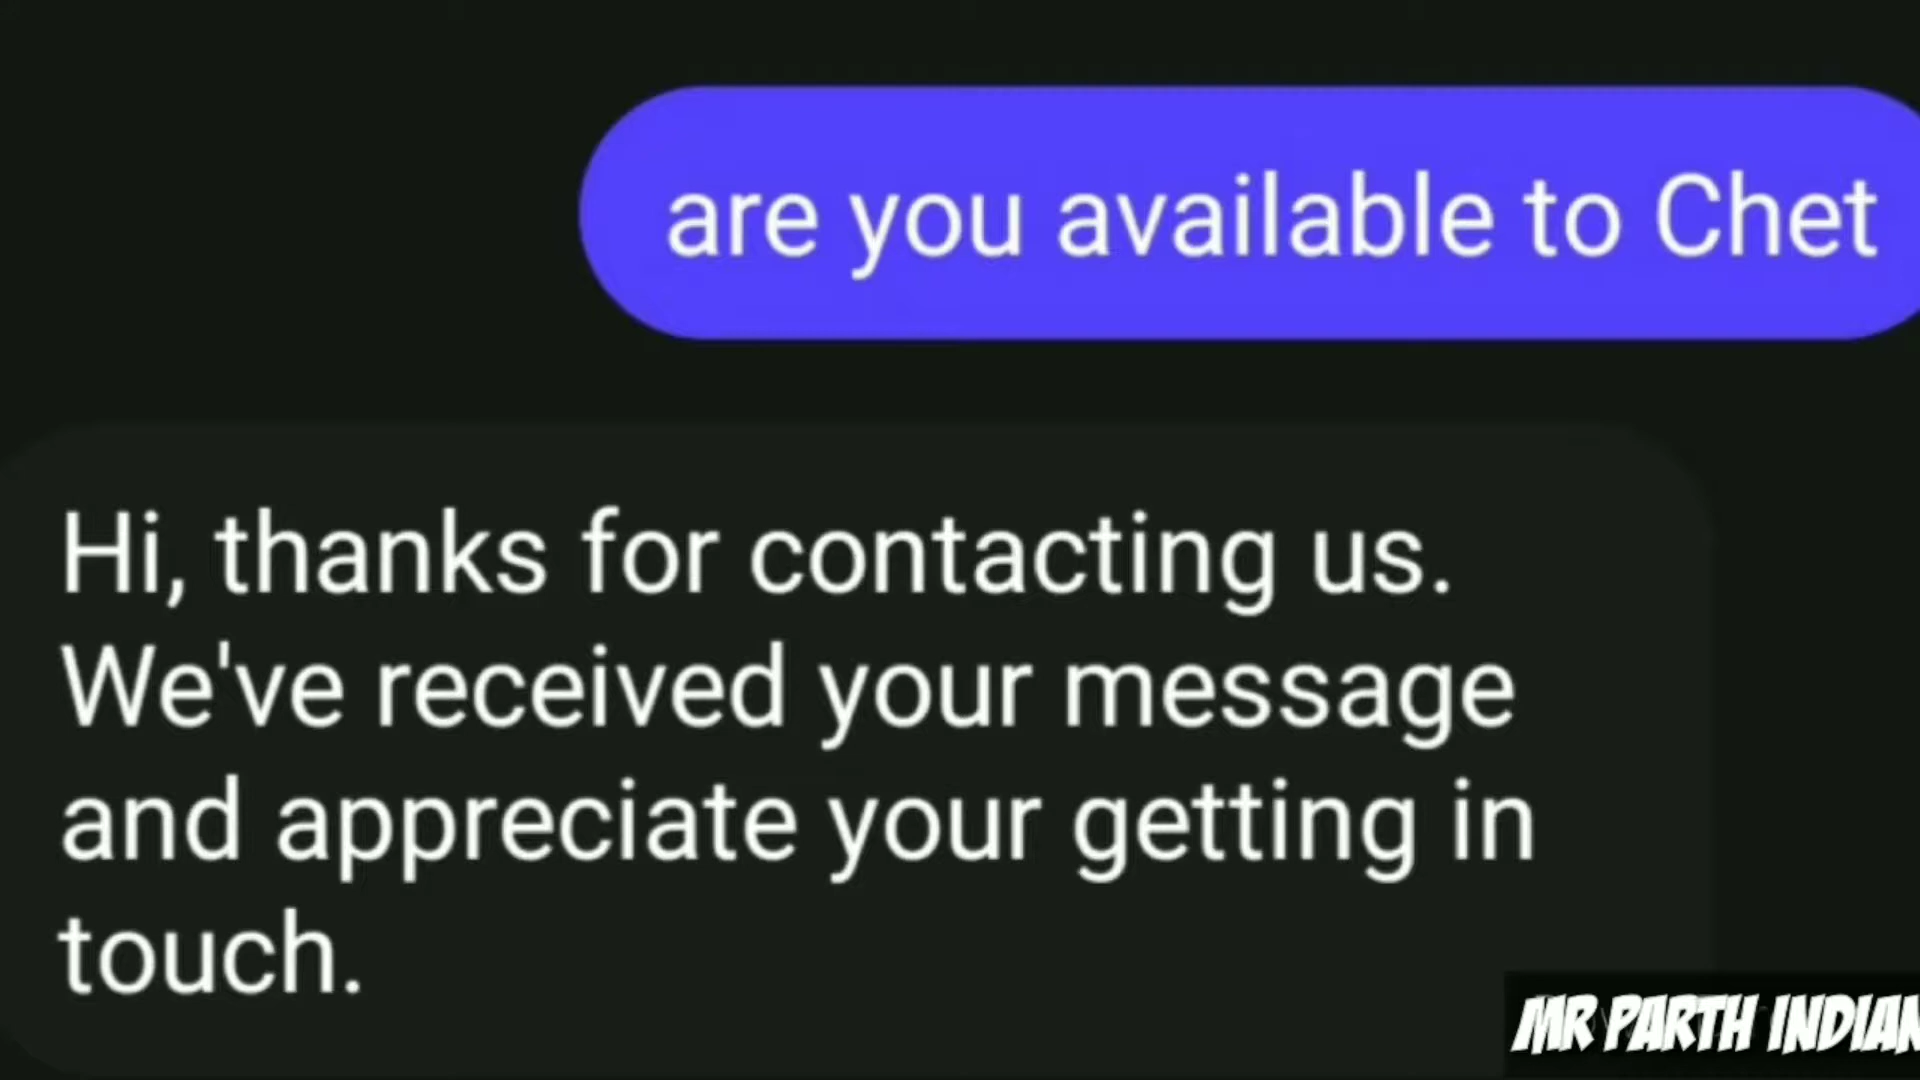 are you available to Chet
Hi, thanks for contacting us.
We've received your message
and appreciate your getting in
touch.
MR PARTH INDIAN